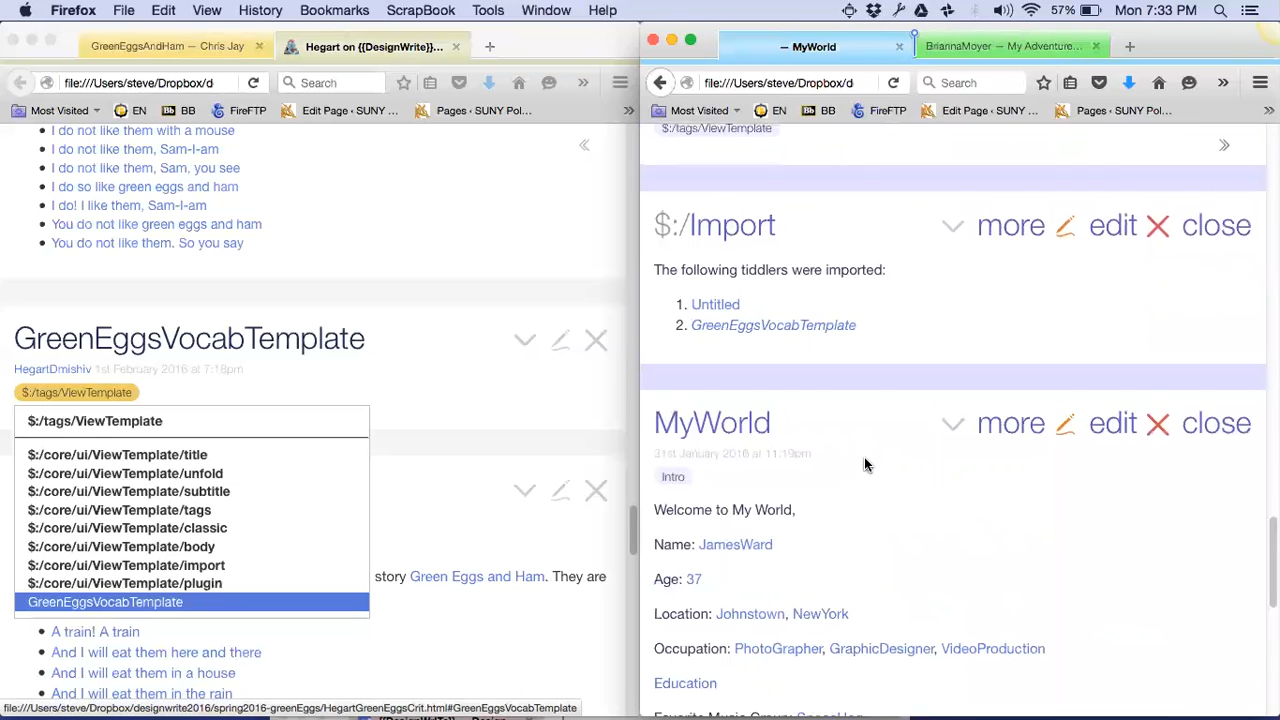 Firefox File Edit View History Bookmarks ScrapBook Tools Window Help 57% Mon 7:33 PM
GreenEggsAndHam — Chris Jay
Hegart on {{DesignWrite}}...
file:///Users/steve/Dropbox/d
Search
Most Visited EN BB FireFTP Edit Page ‹ SUNY ... Pages ‹ SUNY Pol...
I do not like them with a mouse
I do not like them, Sam-I-am
I do not like them, Sam, you see
I do so like green eggs and ham
I do! I like them, Sam-I-am
You do not like green eggs and ham
You do not like them. So you say
GreenEggsVocabTemplate
HegartDmishiv 1st February 2016 at 7:18pm
$:/tags/ViewTemplate
$:/tags/ViewTemplate
$:/core/ui/ViewTemplate/title
$:/core/ui/ViewTemplate/unfold
$:/core/ui/ViewTemplate/subtitle
$:/core/ui/ViewTemplate/tags
$:/core/ui/ViewTemplate/classic
$:/core/ui/ViewTemplate/body
$:/core/ui/ViewTemplate/import
$:/core/ui/ViewTemplate/plugin
GreenEggsVocabTemplate
story Green Eggs and Ham. They are
A train! A train
And I will eat them here and there
And I will eat them in a house
And I will eat them in the rain
file:///Users/steve/Dropbox/designwrite2016/spring2016-greenEggs/HegartGreenEggsCrit.html#GreenEggsVocabTemplate
— MyWorld
BriannaMoyer — My Adventure...
file:///Users/steve/Dropbox/d
Search
Most Visited EN BB FireFTP Edit Page ‹ SUNY ... Pages ‹ SUNY Pol...
$:/tags/ViewTemplate
$:/Import more edit close
The following tiddlers were imported:
1. Untitled
2. GreenEggsVocabTemplate
MyWorld more edit close
31st January 2016 at 11:19pm
Intro
Welcome to My World,
Name: JamesWard
Age: 37
Location: Johnstown, NewYork
Occupation: PhotoGrapher, GraphicDesigner, VideoProduction
Education
Favorite Music Group: SpaceHog